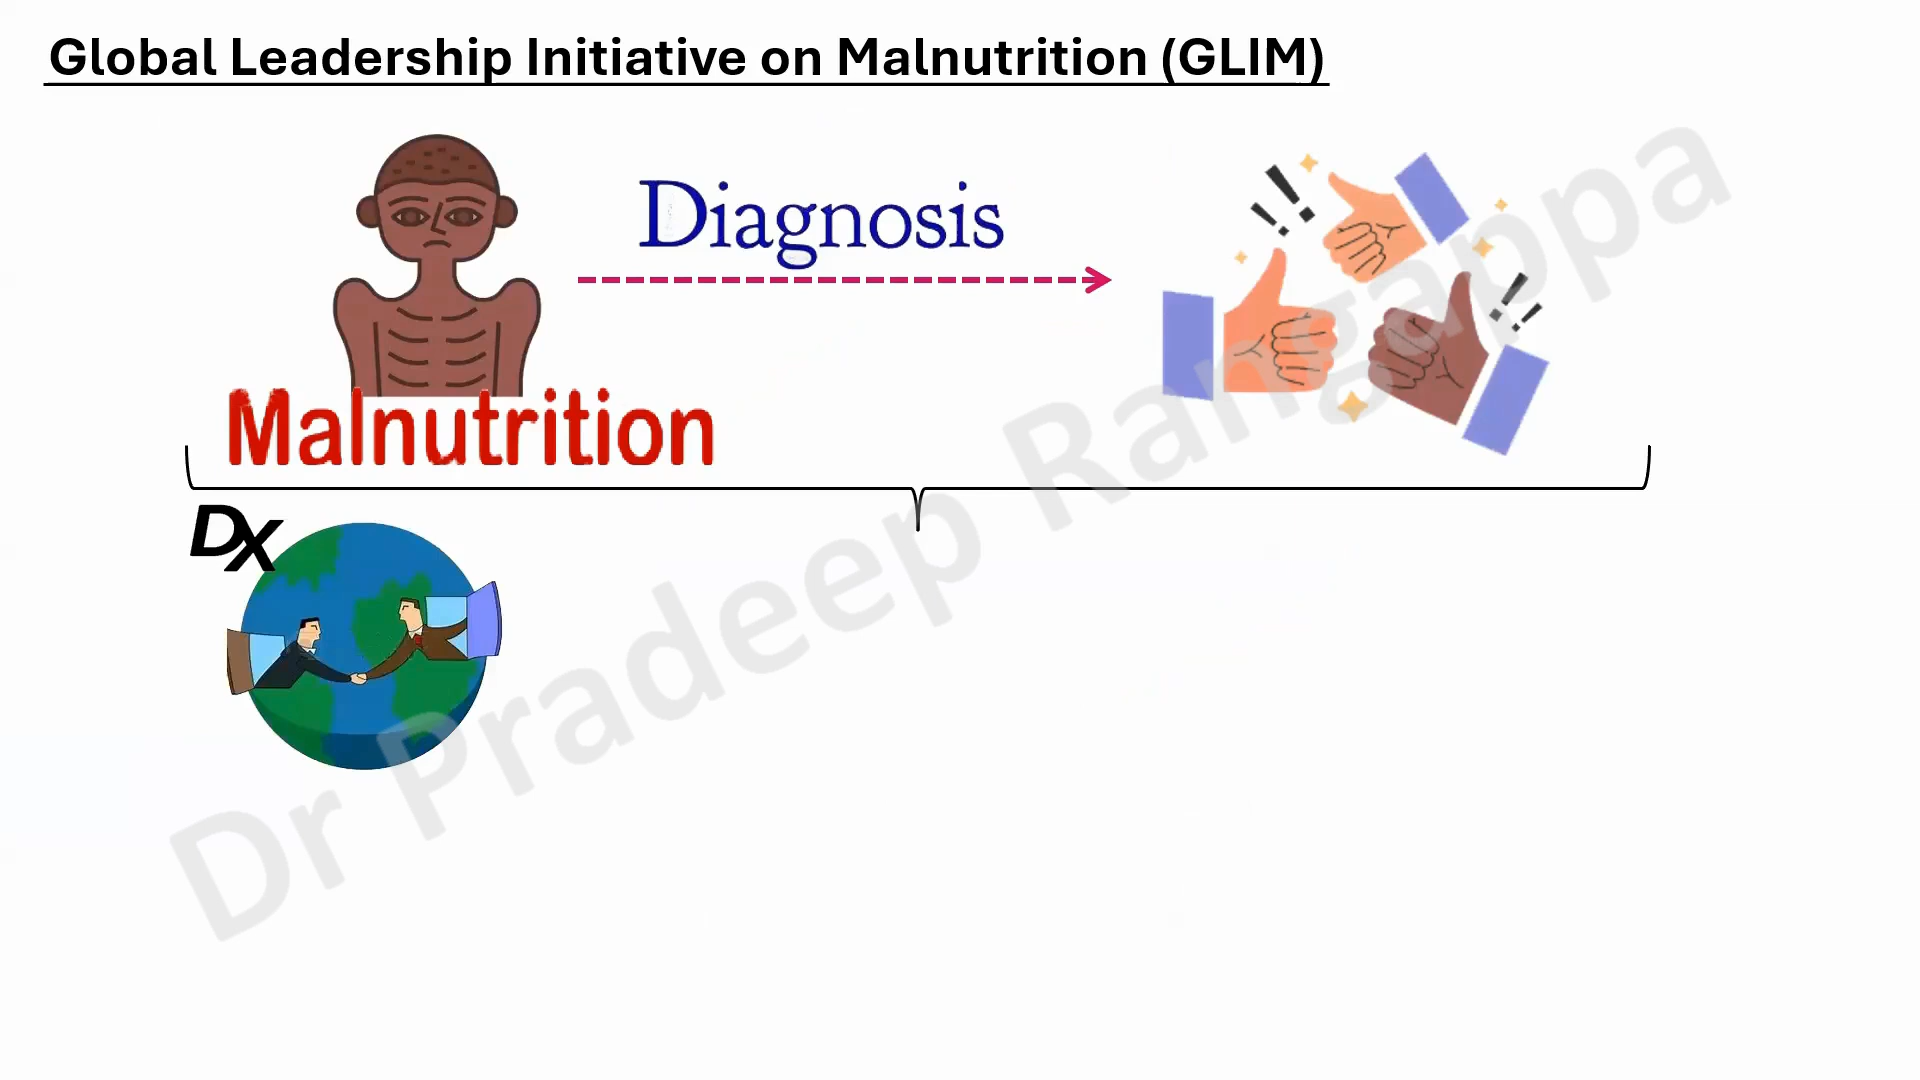 Global Leadership Initiative on Malnutrition (GLIM)
Diagnosis
Malnutrition
DX
Dr Pradeep Rangappa